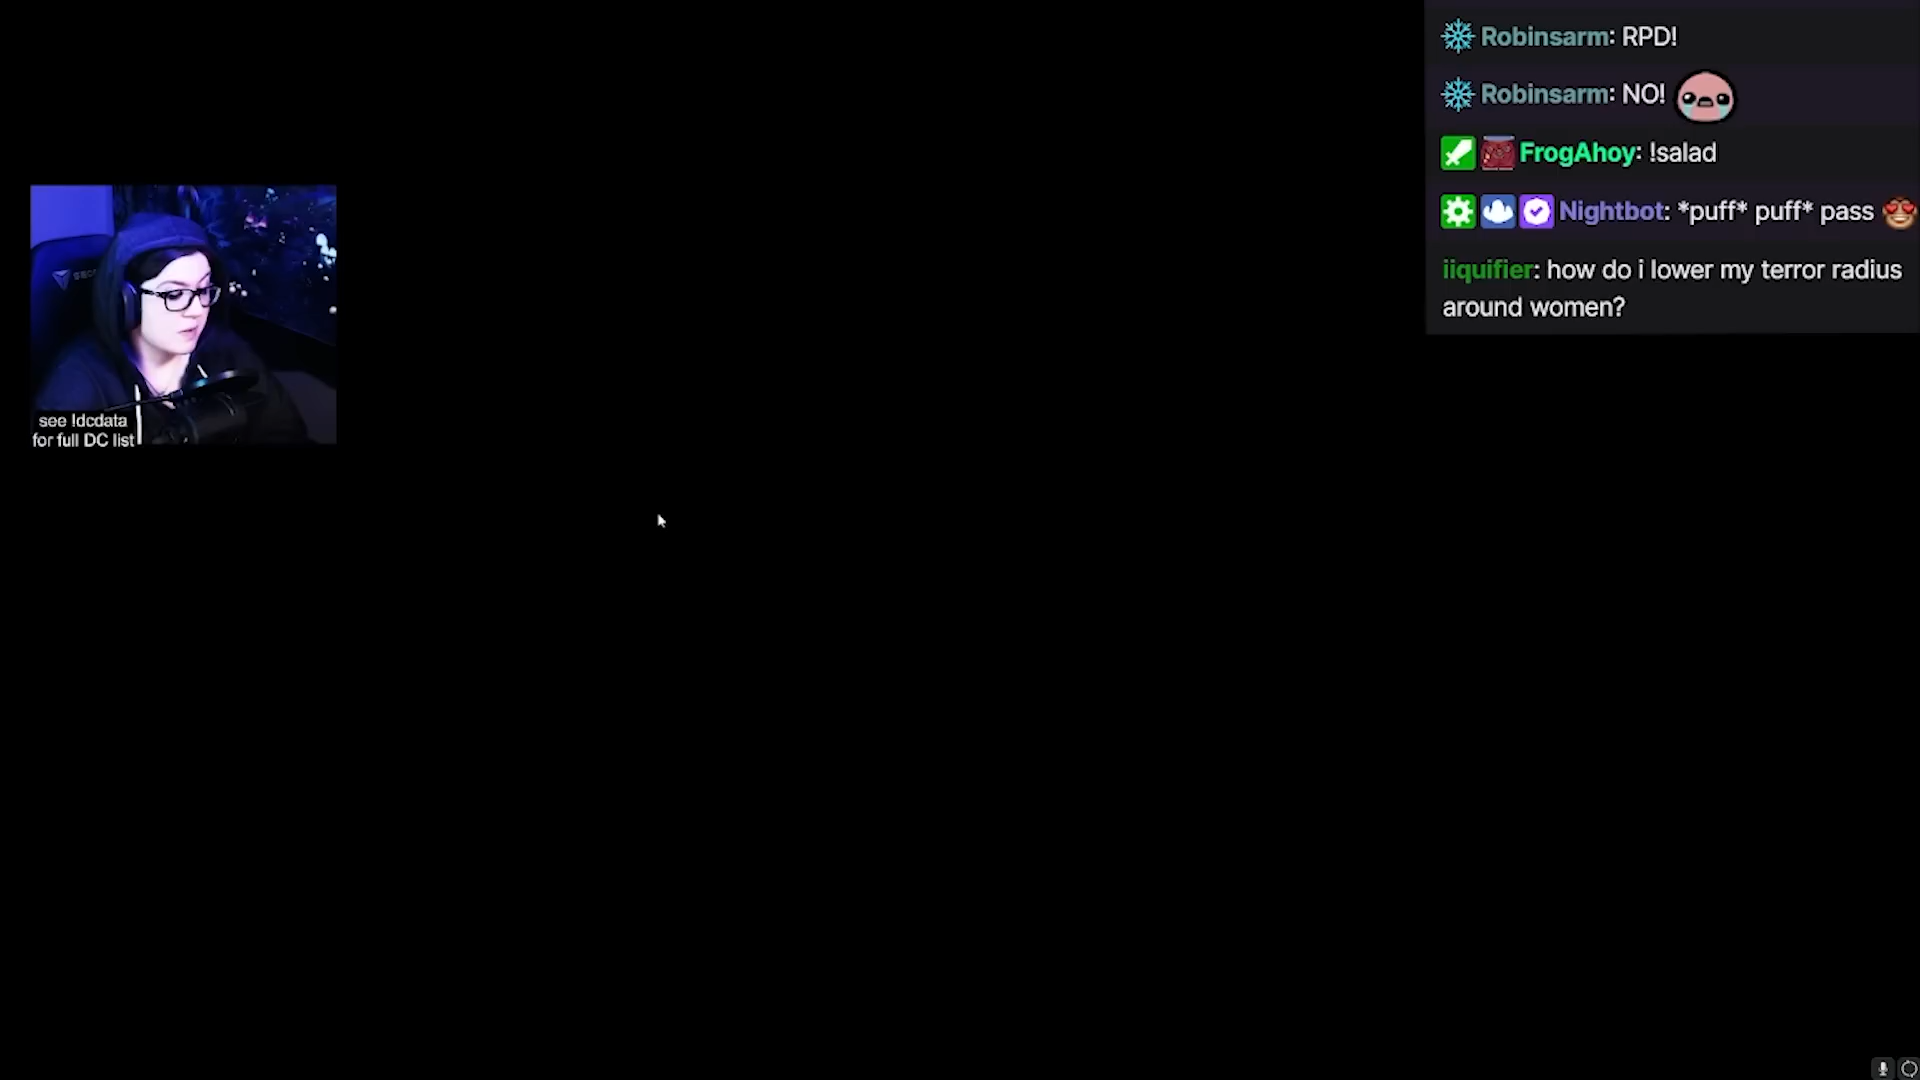 Robinsarm: RPD!
Robinsarm: NO!
FrogAhoy: !salad
Nightbot: *puff* puff* pass
iiquifier: how do i lower my terror radius
around women?
see !dcdata
for full DC list